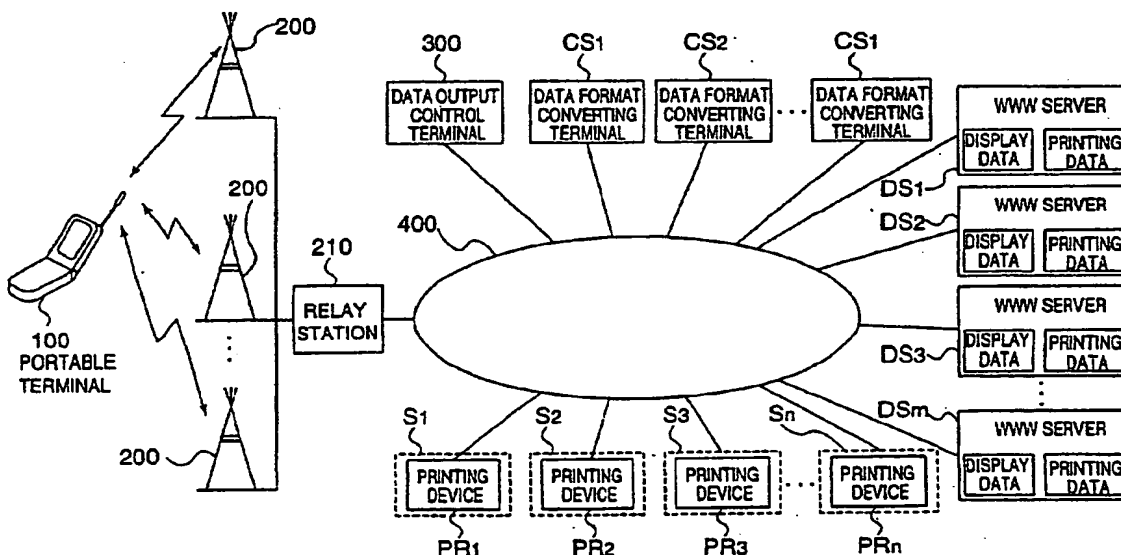 200
300
CS1
CS2
CS1
DATA OUTPUT
CONTROL
TERMINAL
DATA FORMAT
CONVERTING
TERMINAL
DATA FORMAT
CONVERTING
TERMINAL
DATA FORMAT
CONVERTING
TERMINAL
WWW SERVER
DISPLAY
DATA
PRINTING
DATA
DS1
200
210
400
RELAY
STATION
100
PORTABLE
TERMINAL
WWW SERVER
DS2
DISPLAY
DATA
PRINTING
DATA
WWW SERVER
DS3
DISPLAY
DATA
PRINTING
DATA
DSm
WWW SERVER
DISPLAY
DATA
PRINTING
DATA
200
S1
S2
S3
Sn
PRINTING
DEVICE
PRINTING
DEVICE
PRINTING
DEVICE
PRINTING
DEVICE
PR1
PR2
PR3
PRn